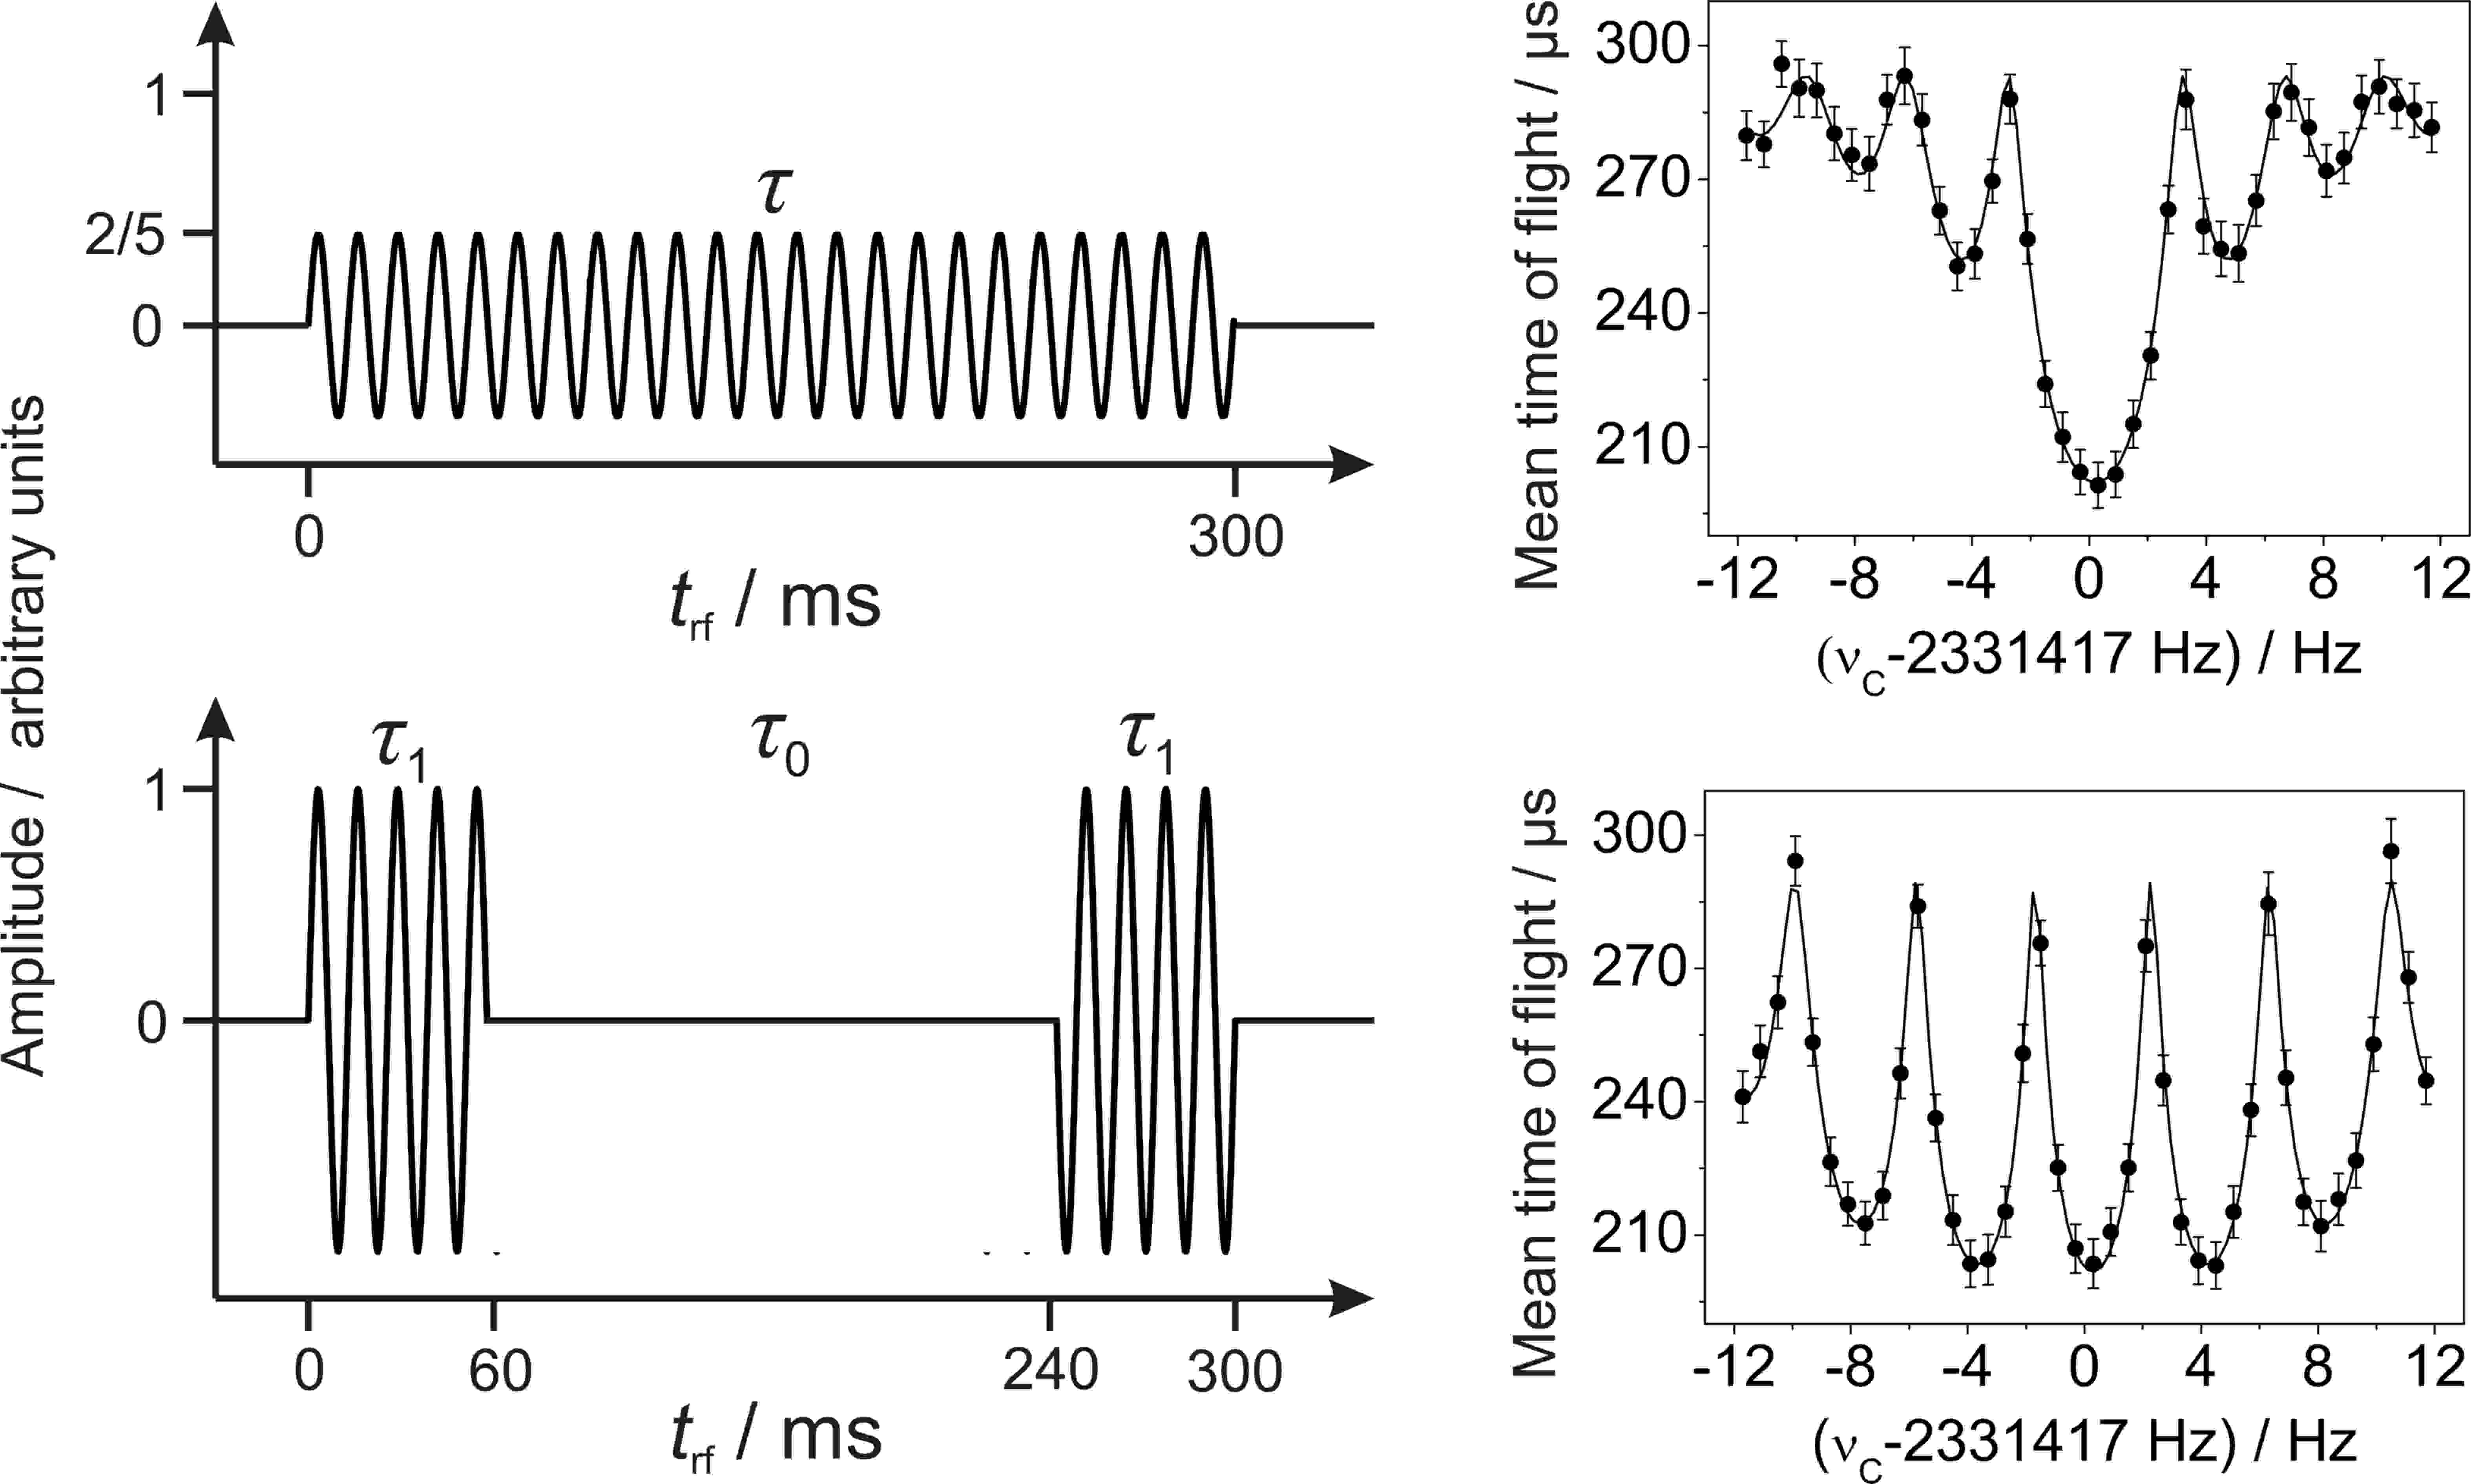 Amplitude / arbitrary units
1
2/5
0
τ
0 300
t_rf / ms
Mean time of flight / µs
300
270
240
210
-12 -8 -4 0 4 8 12
(ν_C-2331417 Hz) / Hz
τ_1 τ_0 τ_1
1
0
0 60 240 300
t_rf / ms
Mean time of flight / µs
300
270
240
210
-12 -8 -4 0 4 8 12
(ν_C-2331417 Hz) / Hz